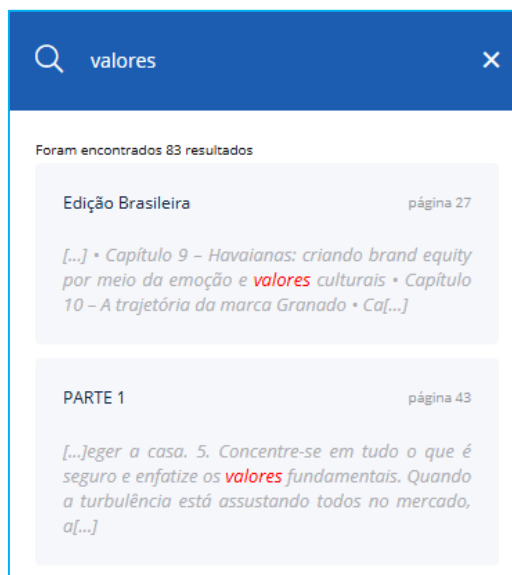 valores
Foram encontrados 83 resultados
Edição Brasileira página 27
[...] • Capítulo 9 – Havaianas: criando brand equity
por meio da emoção e valores culturais • Capítulo
10 – A trajetória da marca Granado • Ca[...]
PARTE 1 página 43
[...]eger a casa. 5. Concentre-se em tudo o que é
seguro e enfatize os valores fundamentais. Quando
a turbulência está assustando todos no mercado,
a[...]